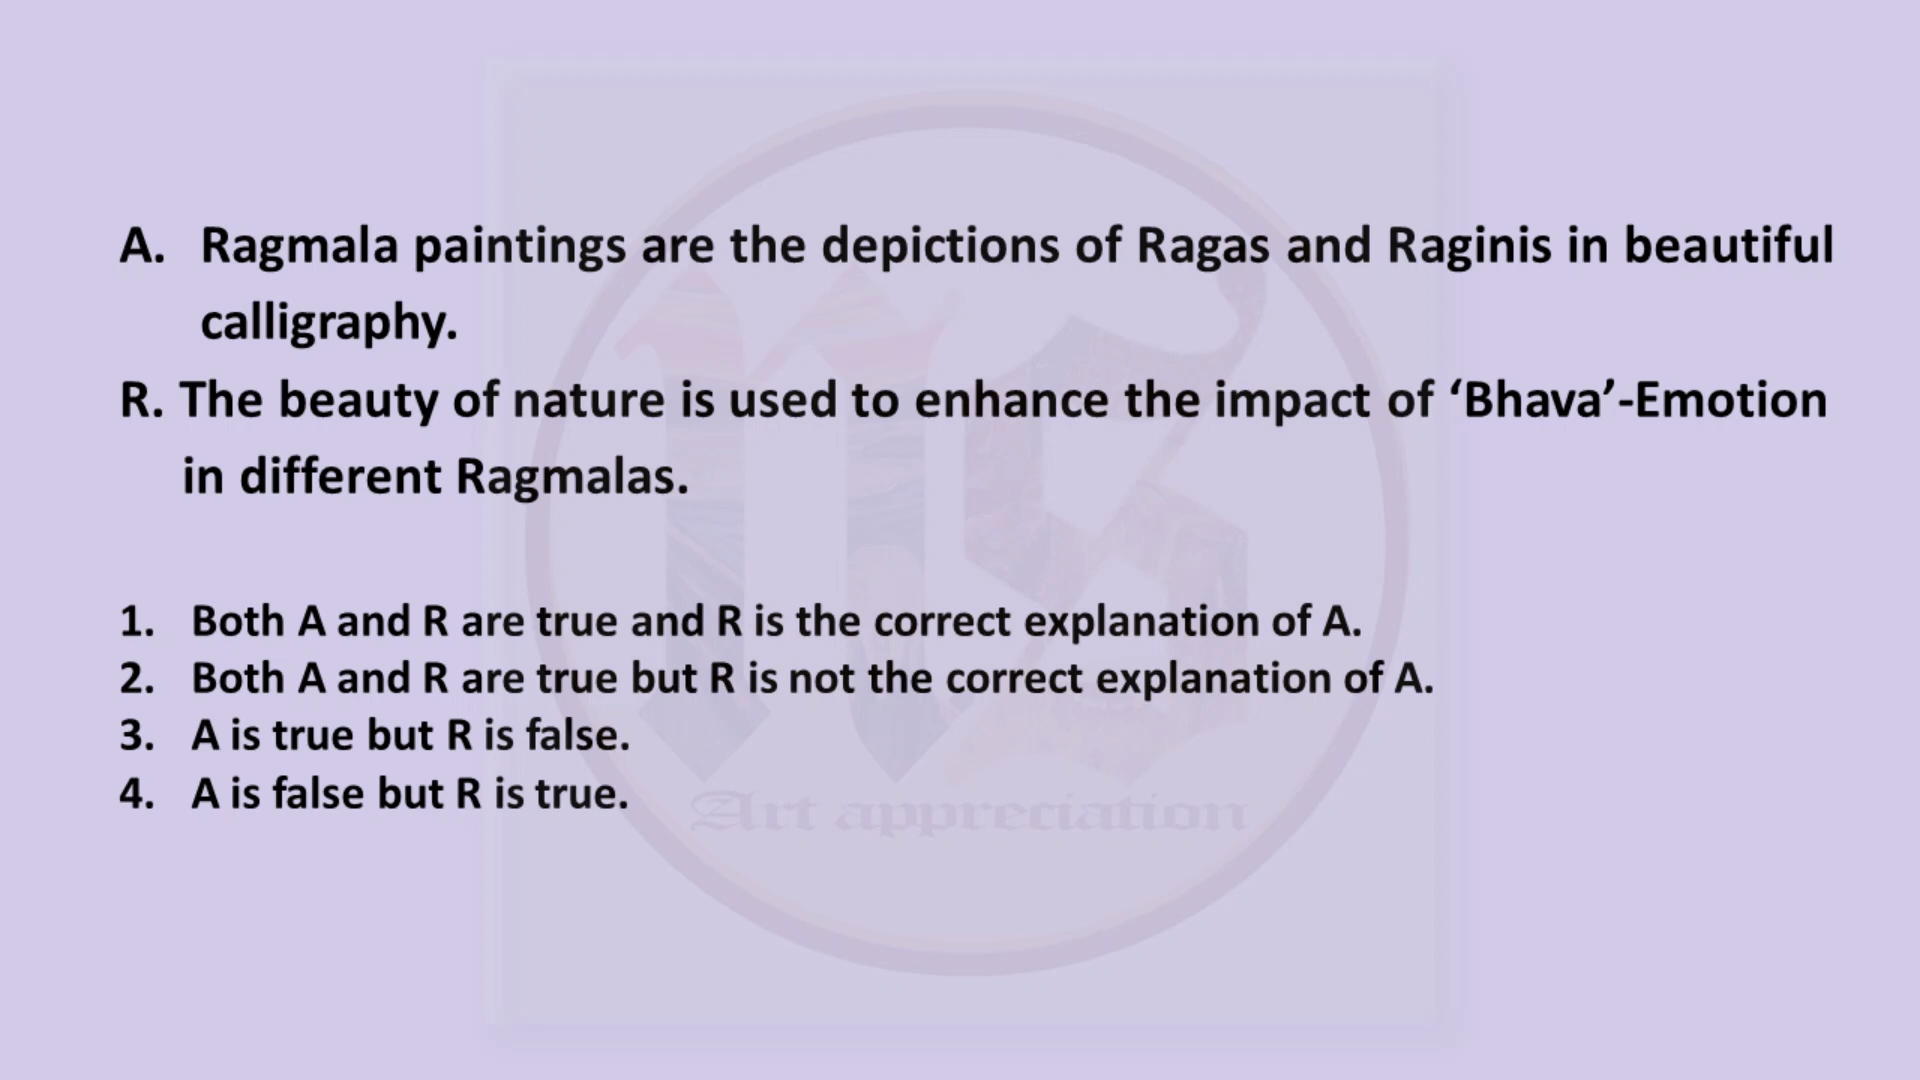 A. Ragmala paintings are the depictions of Ragas and Raginis in beautiful
calligraphy.
R. The beauty of nature is used to enhance the impact of ‘Bhava’-Emotion
in different Ragmalas.
1. Both A and R are true and R is the correct explanation of A.
2. Both A and R are true but R is not the correct explanation of A.
3. A is true but R is false.
4. A is false but R is true.
Art appreciation